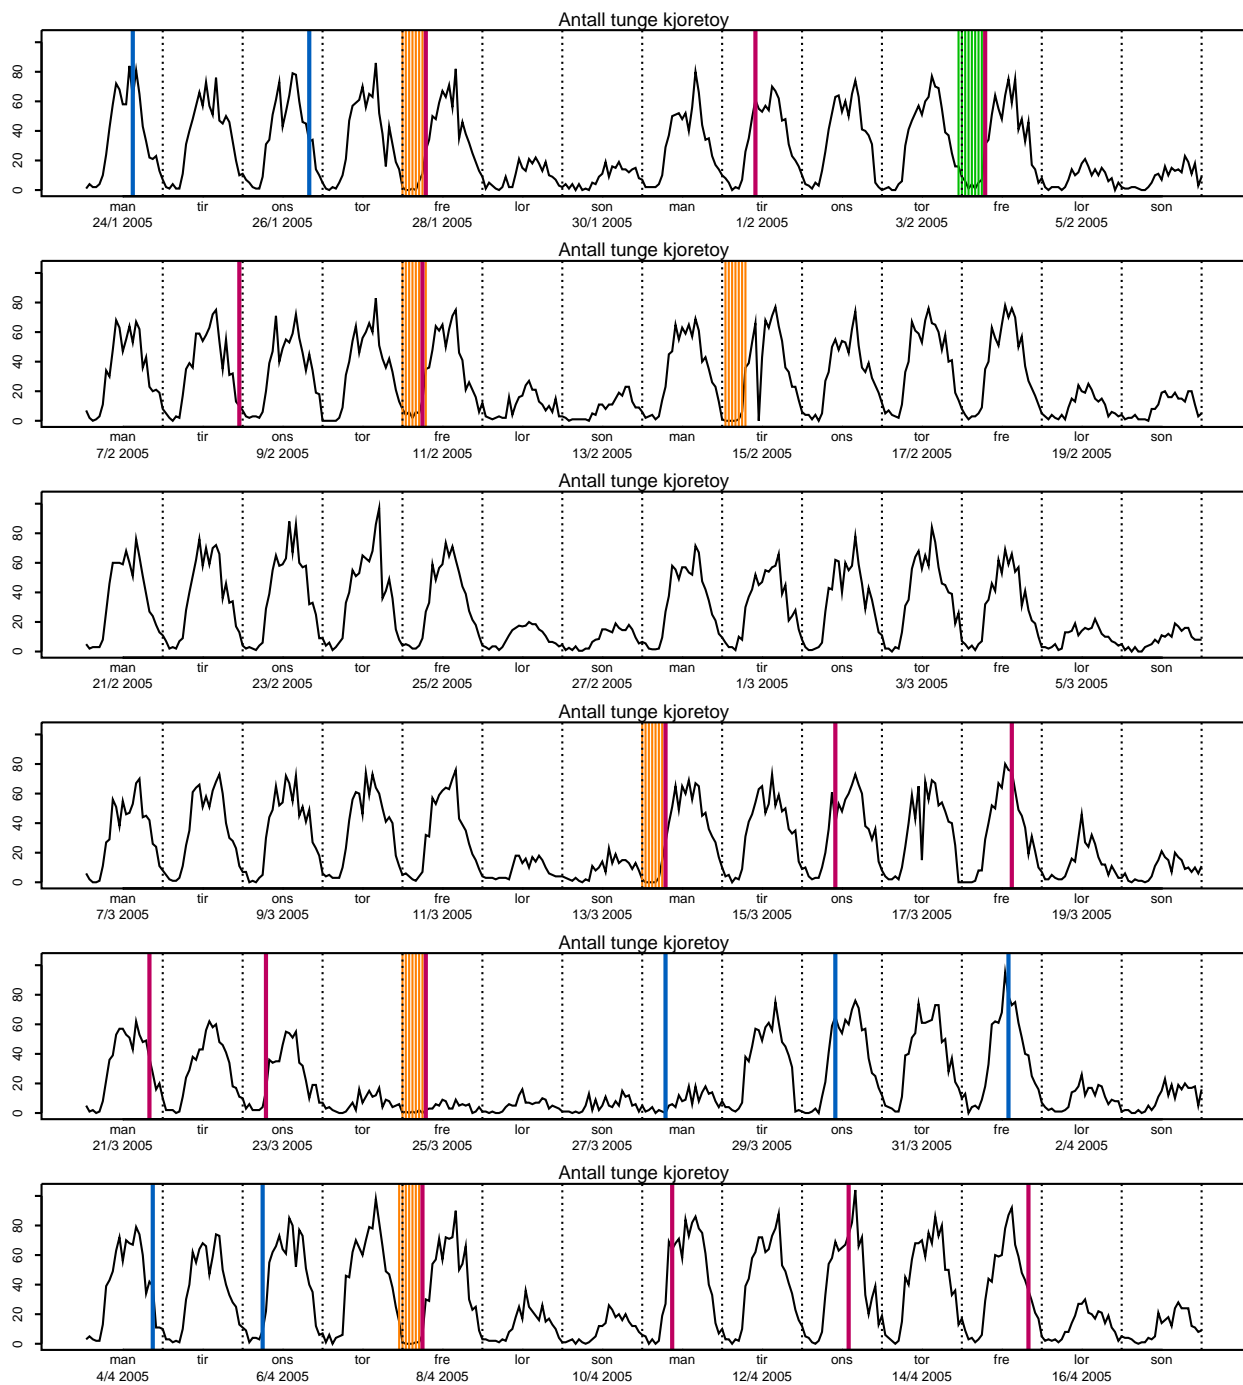 Antall tunge kjoretoy
0 20 40 60 80
man tir ons tor fre lor son man tir ons tor fre lor son
24/1 2005 26/1 2005 28/1 2005 30/1 2005 1/2 2005 3/2 2005 5/2 2005
Antall tunge kjoretoy
0 20 40 60 80
man tir ons tor fre lor son man tir ons tor fre lor son
7/2 2005 9/2 2005 11/2 2005 13/2 2005 15/2 2005 17/2 2005 19/2 2005
Antall tunge kjoretoy
0 20 40 60 80
man tir ons tor fre lor son man tir ons tor fre lor son
21/2 2005 23/2 2005 25/2 2005 27/2 2005 1/3 2005 3/3 2005 5/3 2005
Antall tunge kjoretoy
0 20 40 60 80
man tir ons tor fre lor son man tir ons tor fre lor son
7/3 2005 9/3 2005 11/3 2005 13/3 2005 15/3 2005 17/3 2005 19/3 2005
Antall tunge kjoretoy
0 20 40 60 80
man tir ons tor fre lor son man tir ons tor fre lor son
21/3 2005 23/3 2005 25/3 2005 27/3 2005 29/3 2005 31/3 2005 2/4 2005
Antall tunge kjoretoy
0 20 40 60 80
man tir ons tor fre lor son man tir ons tor fre lor son
4/4 2005 6/4 2005 8/4 2005 10/4 2005 12/4 2005 14/4 2005 16/4 2005